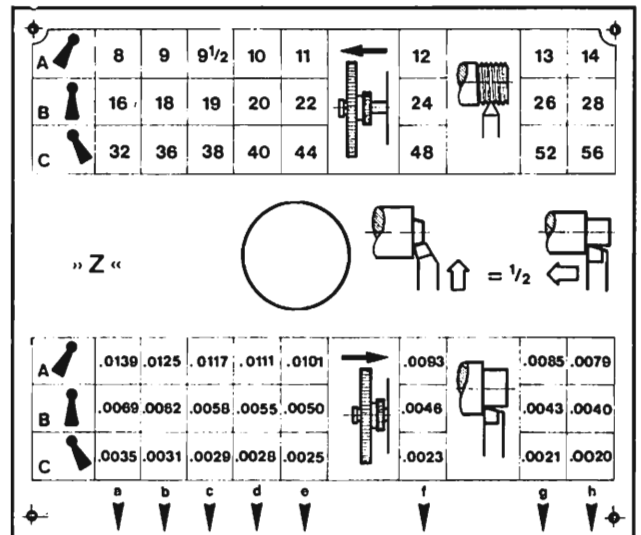 A 8 9 9 1/2 10 11 12 13 14
B 16 18 19 20 22 24 26 28
C 32 36 38 40 44 48 52 56
» Z « = 1/2
A .0139 .0125 .0117 .0111 .0101 .0093 .0085 .0079
B .0069 .0062 .0058 .0055 .0050 .0046 .0043 .0040
C .0035 .0031 .0029 .0028 .0025 .0023 .0021 .0020
a b c d e f g h